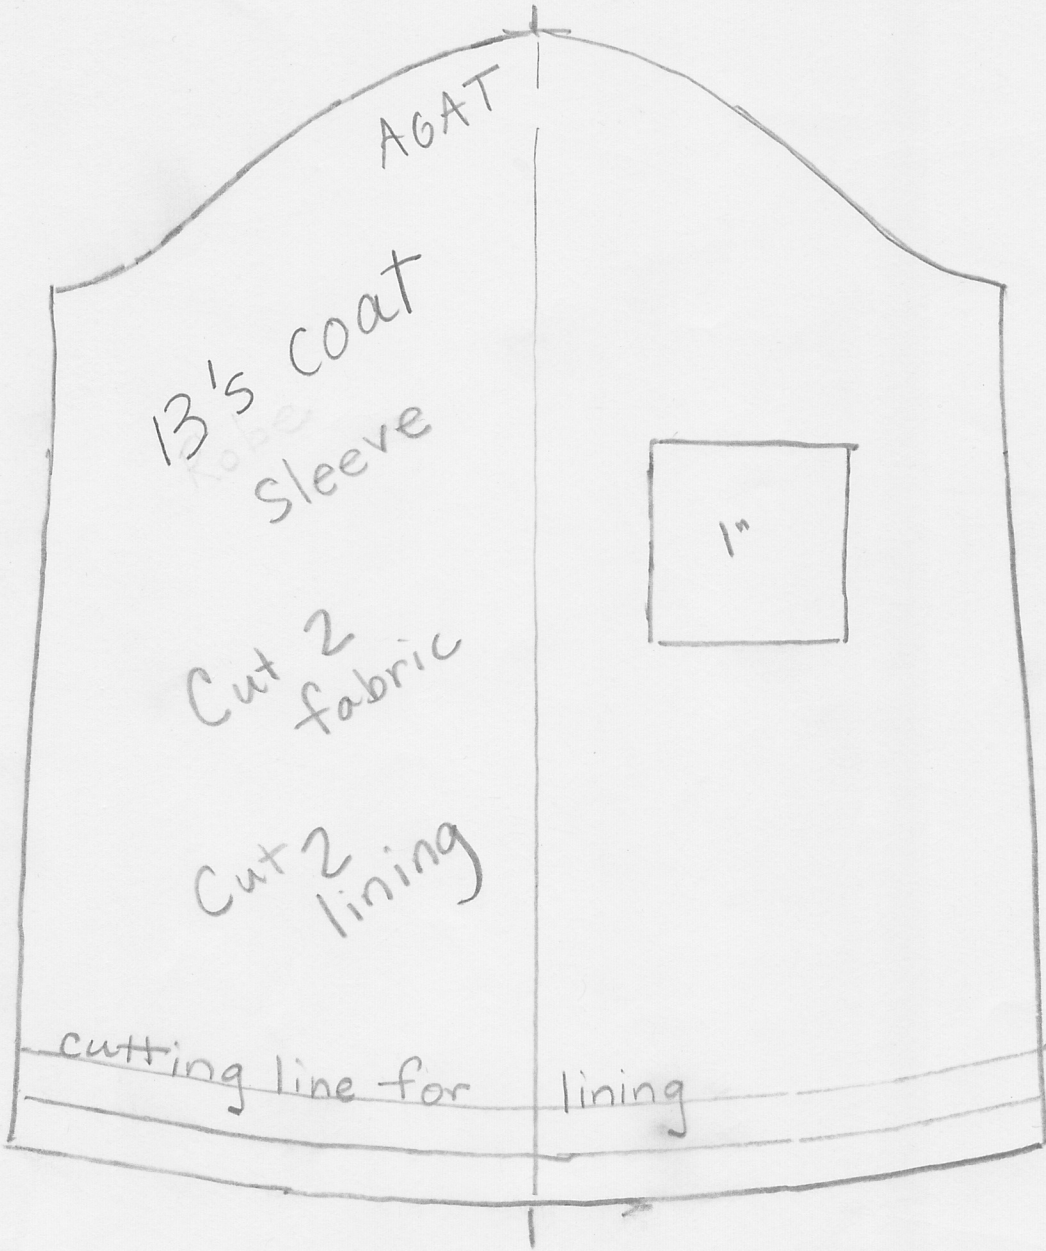 AGAT
13's coat
Robe
sleeve
1"
Cut 2
fabric
Cut 2
lining
cutting line for lining